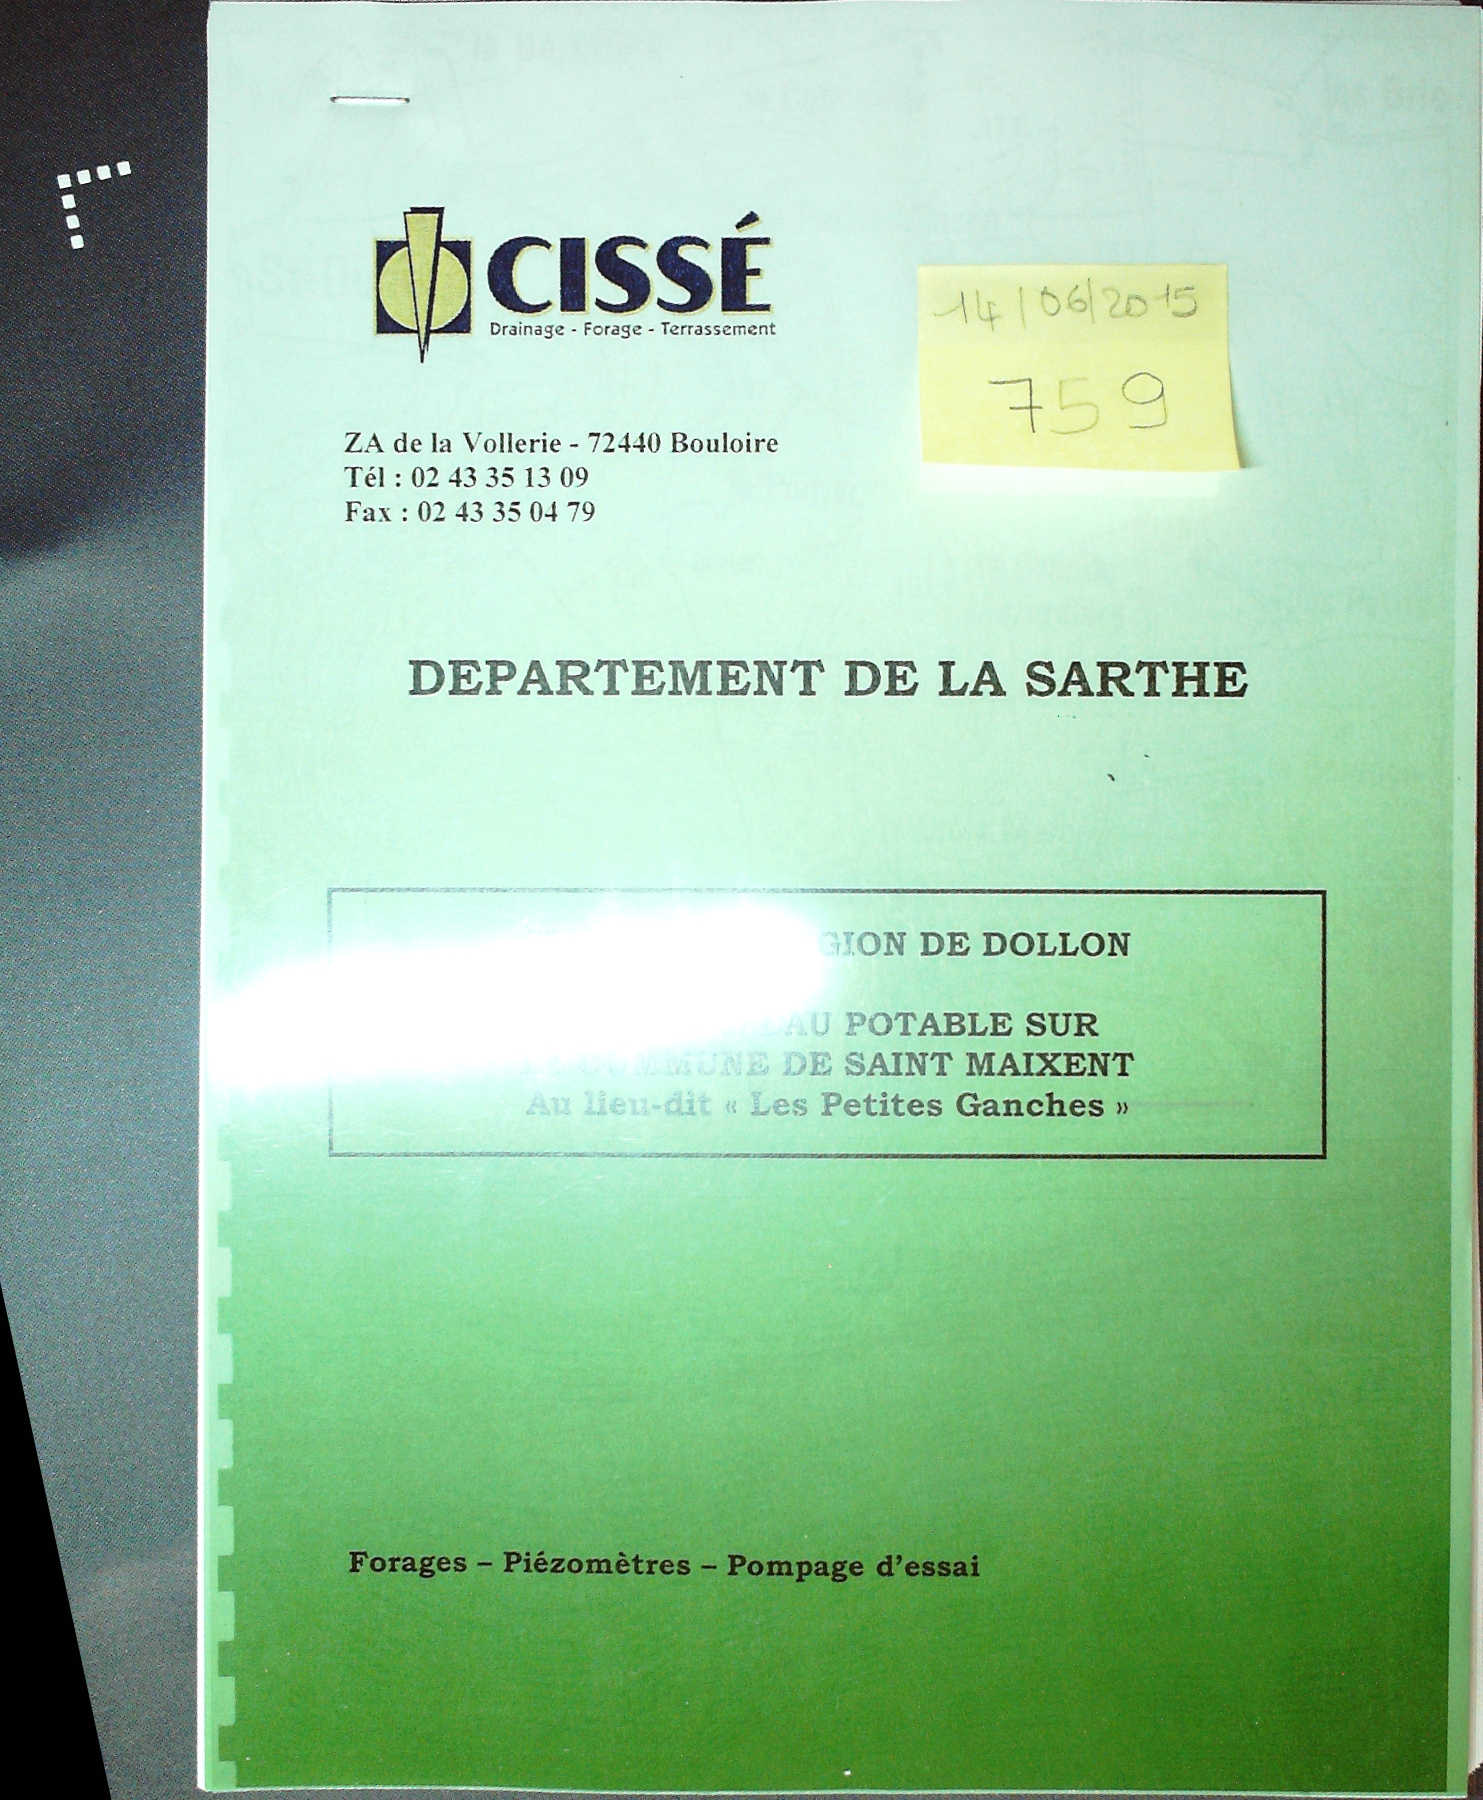 CISSÉ
Drainage - Forage - Terrassement
14/06/2015
759
ZA de la Vollerie - 72440 Bouloire
Tél : 02 43 35 13 09
Fax : 02 43 35 04 79
DEPARTEMENT DE LA SARTHE
DE DOLLON
POTABLE SUR
COMMUNE DE SAINT MAIXENT
Au lieu-dit « Les Petites Ganches »
Forages – Piézomètres – Pompage d'essai